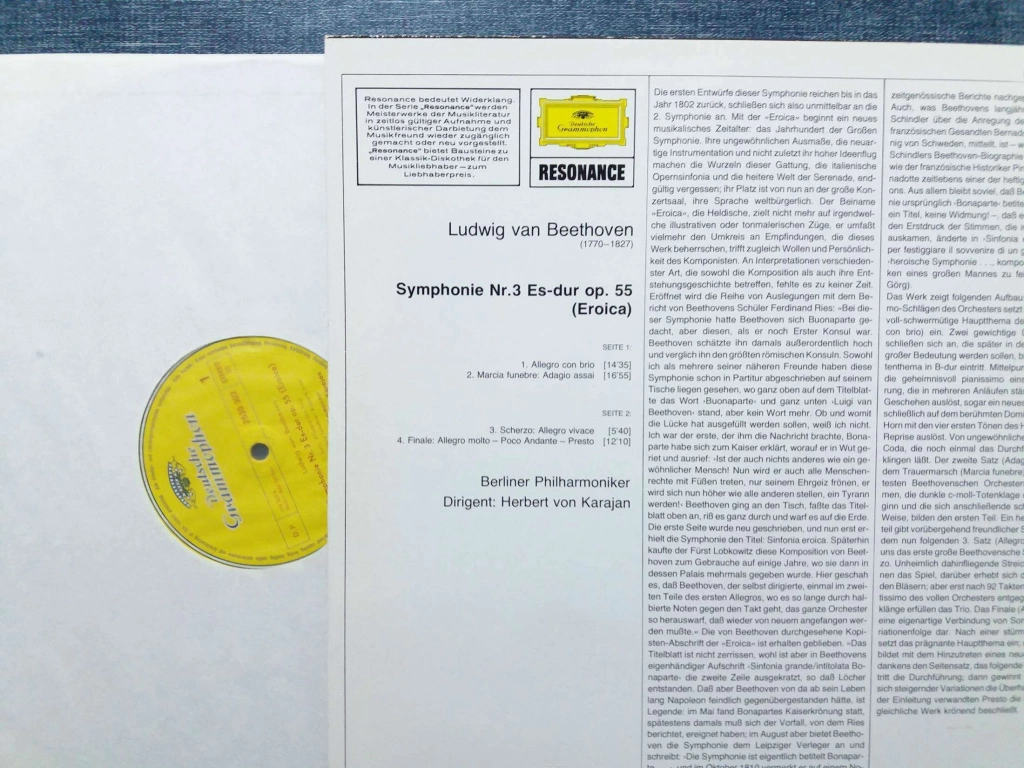 Resonance bedeutet Widerklang.
In der Serie „Resonance“ werden
Meisterwerke der Musikliteratur
in zeitlos gültiger Aufnahme und
künstlerischer Darbietung dem
Musikfreund wieder zugänglich
gemacht oder neu vorgestellt.
„Resonance“ bietet Bausteine zu
einer Klassik-Diskothek für den
Musikliebhaber – zum
Liebhaberpreis.
Deutsche
Grammophon
RESONANCE
Ludwig van Beethoven
(1770–1827)
Symphonie Nr.3 Es-dur op. 55
(Eroica)
SEITE 1:
1. Allegro con brio [14'35]
2. Marcia funebre: Adagio assai [16'55]
SEITE 2:
3. Scherzo: Allegro vivace [5'40]
4. Finale: Allegro molto – Poco Andante – Presto [12'10]
Berliner Philharmoniker
Dirigent: Herbert von Karajan
Die ersten Entwürfe dieser Symphonie reichen bis in das
Jahr 1802 zurück, schließen sich also unmittelbar an die
2. Symphonie an. Mit der »Eroica« beginnt ein neues
musikalisches Zeitalter: das Jahrhundert der Großen
Symphonie. Ihre ungewöhnlichen Ausmaße, die neuar-
tige Instrumentation und nicht zuletzt ihr hoher Ideenflug
machen die Wurzeln dieser Gattung, die italienische
Opernsinfonia und die heitere Welt der Serenade, end-
gültig vergessen; ihr Platz ist von nun an der große Kon-
zertsaal, ihre Sprache weltbürgerlich. Der Beiname
»Eroica«, die Heldische, zielt nicht mehr auf irgendwel-
che illustrativen oder tonmalerischen Züge, er umfaßt
vielmehr den Umkreis an Empfindungen, die dieses
Werk beherrschen, trifft zugleich Wollen und Persönlich-
keit des Komponisten. An Interpretationen verschieden-
ster Art, die sowohl die Komposition als auch ihre Ent-
stehungsgeschichte betreffen, fehlte es zu keiner Zeit.
Eröffnet wird die Reihe von Auslegungen mit dem Be-
richt von Beethovens Schüler Ferdinand Ries: »Bei die-
ser Symphonie hatte Beethoven sich Buonaparte ge-
dacht, aber diesen, als er noch Erster Konsul war.
Beethoven schätzte ihn damals außerordentlich hoch
und verglich ihn den größten römischen Konsuln. Sowohl
ich als mehrere seiner näheren Freunde haben diese
Symphonie schon in Partitur abgeschrieben auf seinem
Tische liegen gesehen, wo ganz oben auf dem Titelblat-
te das Wort ›Buonaparte‹ und ganz unten ›Luigi van
Beethoven‹ stand, aber kein Wort mehr. Ob und womit
die Lücke hat ausgefüllt werden sollen, weiß ich nicht.
Ich war der erste, der ihm die Nachricht brachte, Bona-
parte habe sich zum Kaiser erklärt, worauf er in Wut ge-
riet und ausrief: ›Ist der auch nichts anderes wie ein ge-
wöhnlicher Mensch! Nun wird er auch alle Menschen-
rechte mit Füßen treten, nur seinem Ehrgeiz frönen, er
wird sich nun höher wie alle anderen stellen, ein Tyrann
werden!‹ Beethoven ging an den Tisch, faßte das Titel-
blatt oben an, riß es ganz durch und warf es auf die Erde.
Die erste Seite wurde neu geschrieben, und nun erst er-
hielt die Symphonie den Titel: Sinfonia eroica. Späterhin
kaufte der Fürst Lobkowitz diese Komposition von Beet-
hoven zum Gebrauche auf einige Jahre, wo sie dann in
dessen Palais mehrmals gegeben wurde. Hier geschah
es, daß Beethoven, der selbst dirigierte, einmal im zwei-
ten Teile des ersten Allegros, wo es so lange durch hal-
bierte Noten gegen den Takt geht, das ganze Orchester
so herauswarf, daß wieder von neuem angefangen wer-
den mußte.« Die von Beethoven durchgesehene Kopi-
sten-Abschrift der »Eroica« ist erhalten geblieben. »Das
Titelblatt ist nicht zerrissen, wohl ist aber in Beethovens
eigenhändiger Aufschrift ›Sinfonia grande/intitolata Bo-
naparte‹ die zweite Zeile ausgekratzt, so daß Löcher
entstanden. Daß aber Beethoven von da ab sein Leben
lang Napoleon feindlich gegenübergestanden hätte, ist
Legende: im Mai fand Bonapartes Kaiserkrönung statt,
spätestens damals muß sich der Vorfall, von dem Ries
berichtet, ereignet haben; im August aber bietet Beetho-
ven die Symphonie dem Leipziger Verleger an und
schreibt: ›Die Symphonie ist eigentlich betitelt Bonapar-
zeitgenössische Berichte nachge
Auch, was Beethovens langjäh
Schindler über die Anregung de
französischen Gesandten Bernad
nig von Schweden, mitteilt, ist – w
Schindlers Beethoven-Biographie
wie der französische Historiker Pir
nadotte zeitlebens einer der heftig
ons. Aus allem bleibt soviel, daß B
nie ursprünglich ›Bonaparte‹ betite
ein Titel, keine Widmung! –, daß e
den Erstdruck der Stimmen, die i
auskamen, änderte in ›Sinfonia
per festiggiare il sovvenire di un g
›heroische Symphonie . . . , kompo
ken eines großen Mannes zu fe
Görg).
Das Werk zeigt folgenden Aufbau
mo-Schlägen des Orchesters setzt
voll-schwermütige Hauptthema de
con brio) ein. Zwei gewichtige
schließen sich an, die später in de
großer Bedeutung werden sollen, b
tenthema in B-dur eintritt. Mittelpur
die geheimnisvoll pianissimo eins
rung, die in mehreren Anläufen stä
Geschehen auslöst, sogar ein neues
schließlich auf dem berühmten Domi
Horn mit den vier ersten Tönen des H
Reprise auslöst. Von ungewöhnliche
Coda, die noch einmal das Durchf
klingen läßt. Der zweite Satz (Adag
dem Trauermarsch (Marcia funebre)
testen Beethovenschen Orchester
men, die dunkle c-moll-Totenklage
ginn und die sich anschließende sc
Weise, bilden den ersten Teil. Ein he
teil gibt vorübergehend freundlicher S
dem nun folgenden 3. Satz (Allegro
uns das erste große Beethovensche
zo. Unheimlich dahinfliegende Streic
nen das Spiel, darüber erhebt sich d
den Bläsern; aber erst nach 92 Takten
tissimo des vollen Orchesters entgeg
klänge erfüllen das Trio. Das Finale (A
eine eigenartige Verbindung von Son
riationenfolge dar. Nach einer stürm
setzt das prägnante Hauptthema ein;
bildet mit dem Hinzutreten eines neu
dankens den Seitensatz, das folgende
tritt die Durchführung; dann gewinnt
sich steigernder Variationen die Überha
der Einleitung verwandten Presto die
gleichliche Werk krönend beschließt.
Deutsche
Grammophon
1